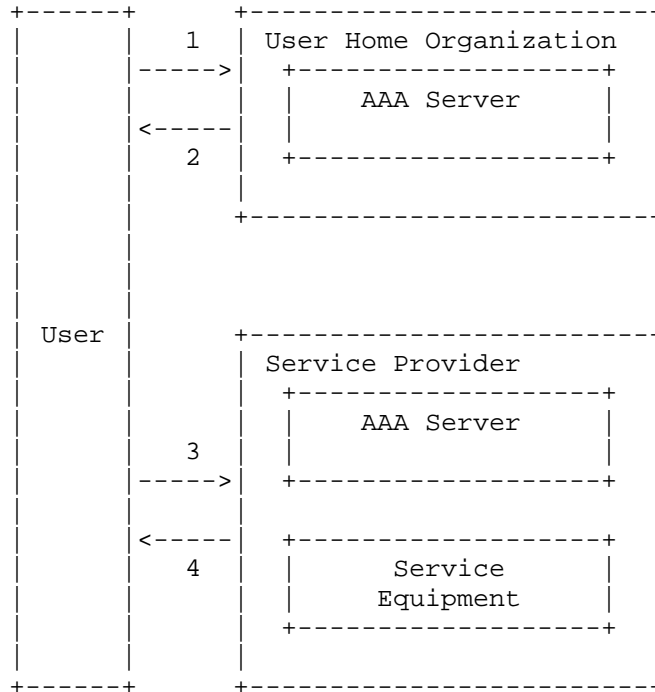 1
User Home Organization
AAA Server
2
User
Service Provider
AAA Server
3
4
Service
Equipment